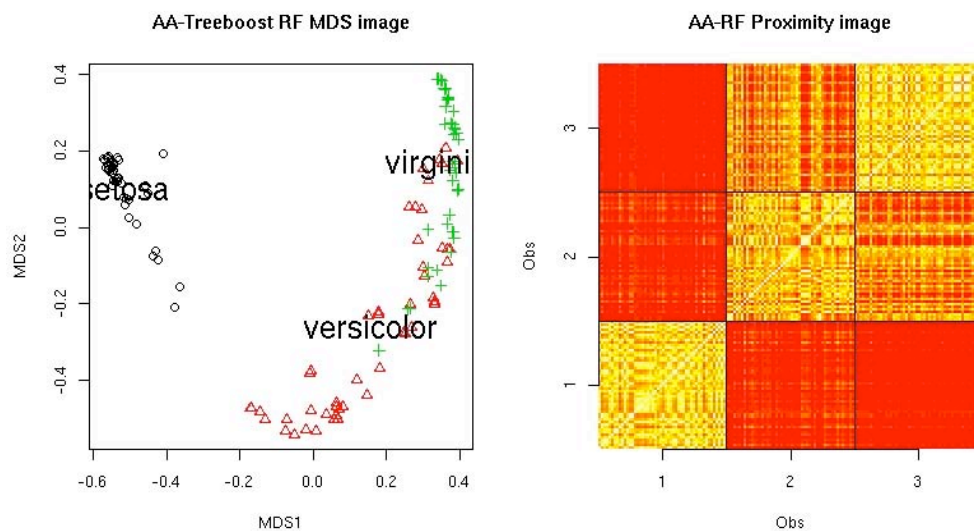 AA-Treeboost RF MDS image
0.4
0.2
0.0
-0.2
-0.4
MDS2
setosa
virgini
versicolor
-0.6
-0.4
-0.2
0.0
0.2
0.4
MDS1
AA-RF Proximity image
3
2
1
Obs
1
2
3
Obs